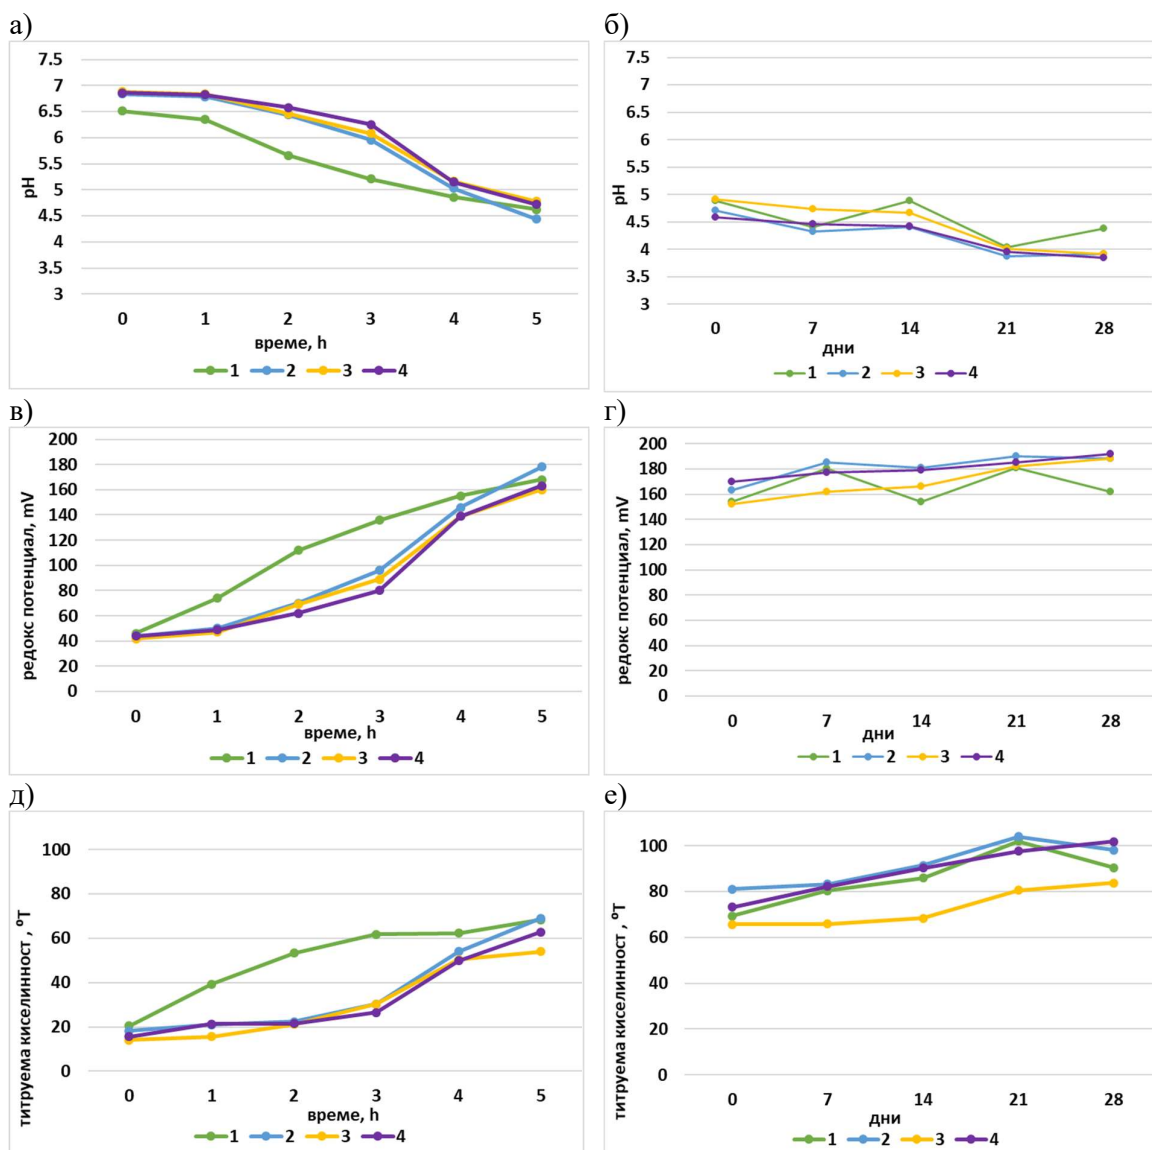 а)
7.5
7
6.5
6
5.5
5
4.5
4
3.5
3
pH
0 1 2 3 4 5
време, h
1 2 3 4
б)
7.5
7
6.5
6
5.5
5
4.5
4
3.5
3
pH
0 7 14 21 28
дни
1 2 3 4
в)
200
180
160
140
120
100
80
60
40
20
0
редокс потенциал, mV
0 1 2 3 4 5
време, h
1 2 3 4
г)
200
180
160
140
120
100
80
60
40
20
0
редокс потенциал, mV
0 7 14 21 28
дни
1 2 3 4
д)
100
80
60
40
20
0
титруема киселинност , ⁰Т
0 1 2 3 4 5
време, h
1 2 3 4
е)
100
80
60
40
20
0
титруема киселинност , ⁰Т
0 7 14 21 28
дни
1 2 3 4